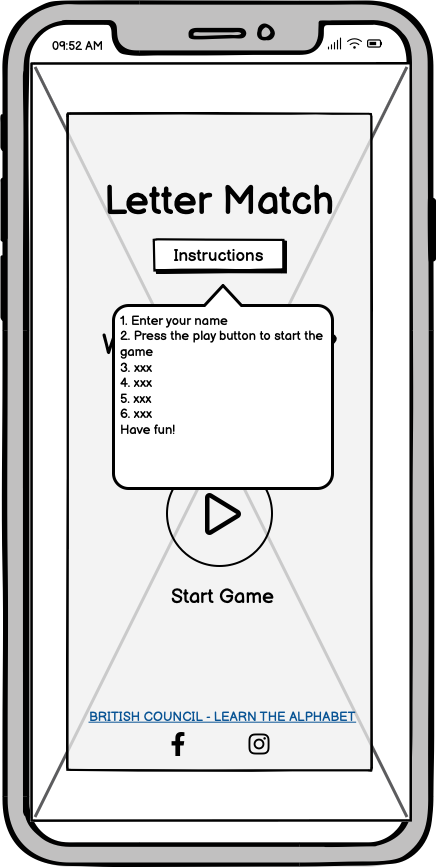 09:52 AM
Letter Match
Instructions
1. Enter your name
2. Press the play button to start the
game
3. xxx
4. xxx
5. xxx
6. xxx
Have fun!
Start Game
BRITISH COUNCIL - LEARN THE ALPHABET